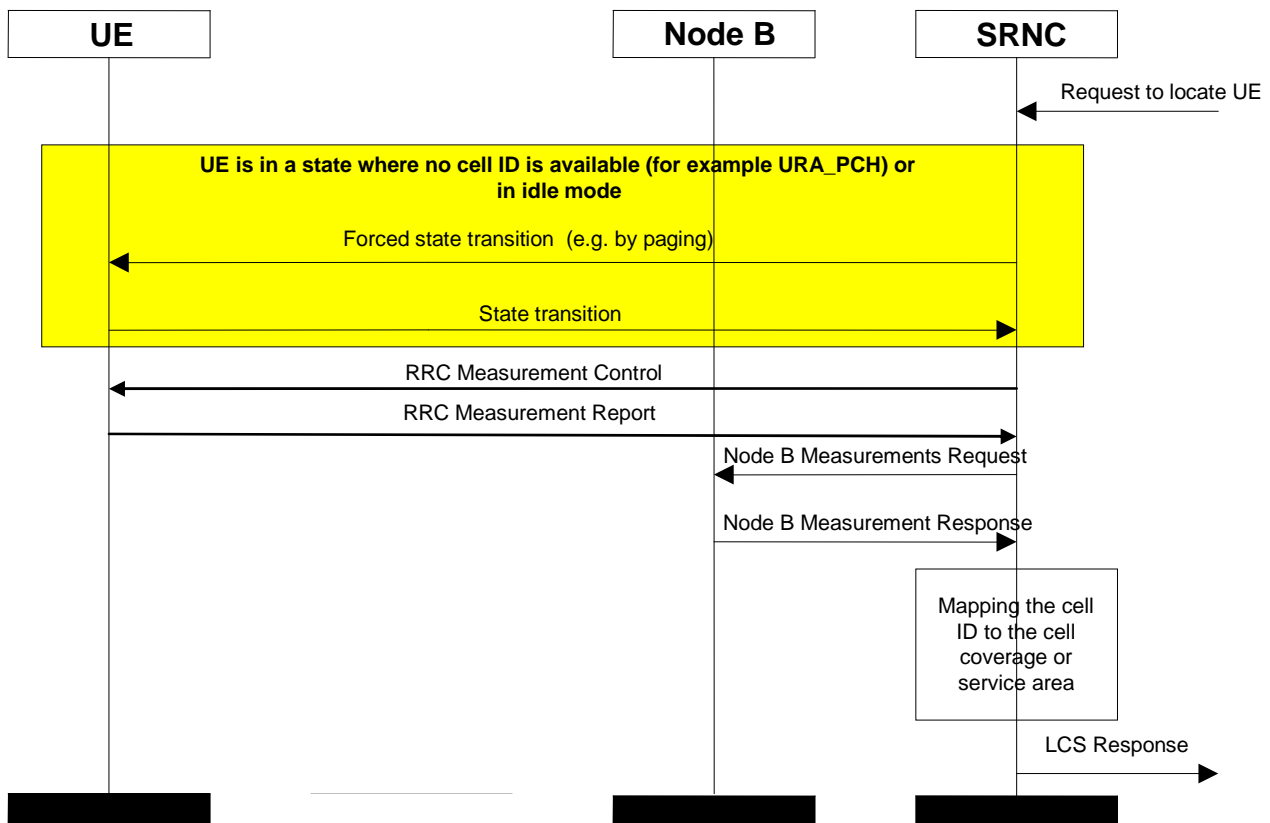 UE
Node B
SRNC
Request to locate UE
UE is in a state where no cell ID is available (for example URA_PCH) or
in idle mode
Forced state transition (e.g. by paging)
State transition
RRC Measurement Control
RRC Measurement Report
Node B Measurements Request
Node B Measurement Response
Mapping the cell
ID to the cell
coverage or
service area
LCS Response